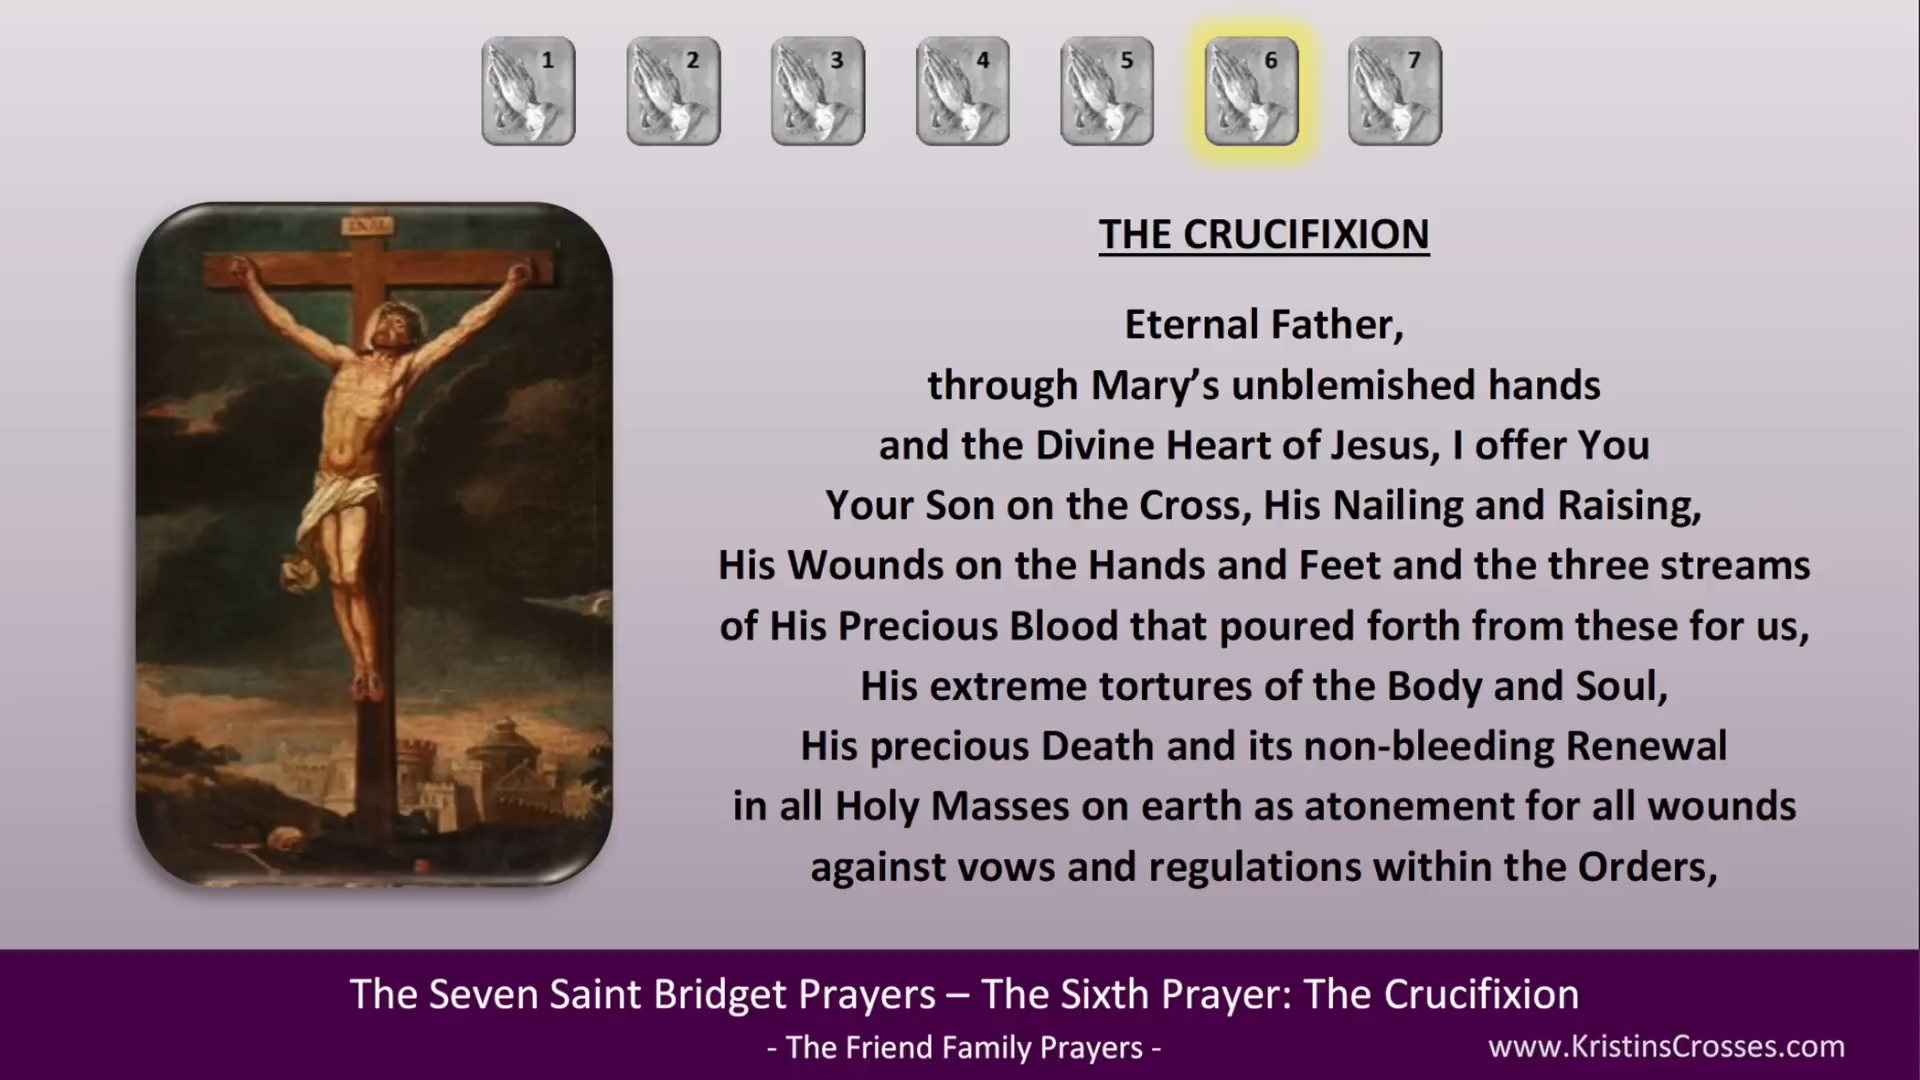 1 2 3 4 5 6 7
INRI
THE CRUCIFIXION
Eternal Father,
through Mary’s unblemished hands
and the Divine Heart of Jesus, I offer You
Your Son on the Cross, His Nailing and Raising,
His Wounds on the Hands and Feet and the three streams
of His Precious Blood that poured forth from these for us,
His extreme tortures of the Body and Soul,
His precious Death and its non-bleeding Renewal
in all Holy Masses on earth as atonement for all wounds
against vows and regulations within the Orders,
The Seven Saint Bridget Prayers – The Sixth Prayer: The Crucifixion
- The Friend Family Prayers -
www.KristinsCrosses.com